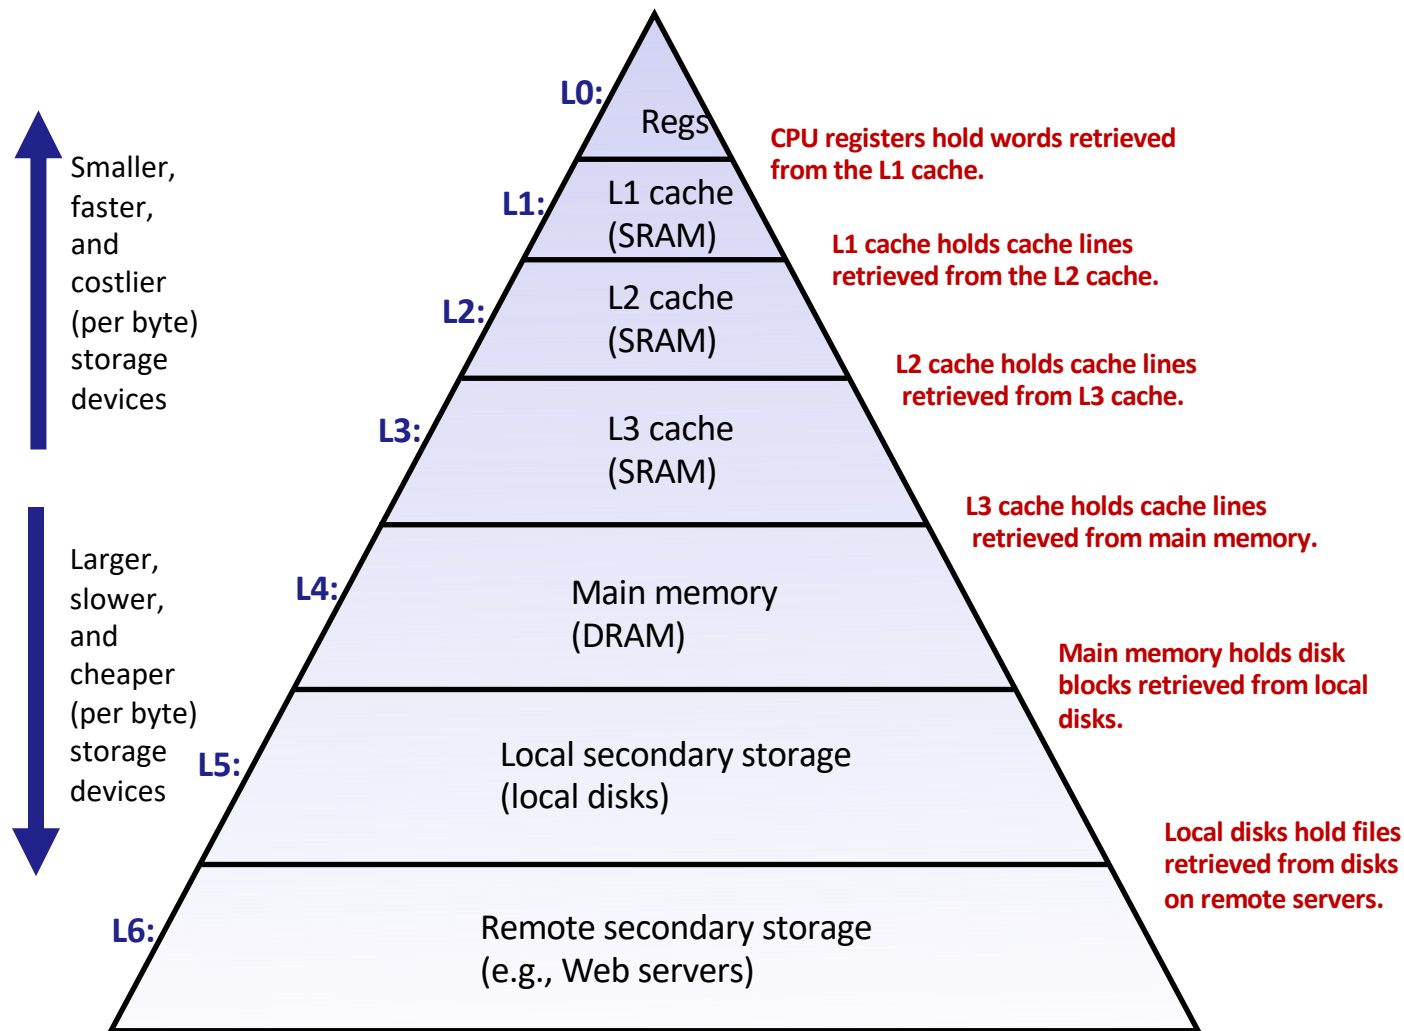 L0:
Regs
CPU registers hold words retrieved
from the L1 cache.
Smaller,
faster,
and
costlier
(per byte)
storage
devices
L1:
L1 cache
(SRAM)
L1 cache holds cache lines
retrieved from the L2 cache.
L2:
L2 cache
(SRAM)
L2 cache holds cache lines
retrieved from L3 cache.
L3:
L3 cache
(SRAM)
L3 cache holds cache lines
retrieved from main memory.
Larger,
slower,
and
cheaper
(per byte)
storage
devices
L4:
Main memory
(DRAM)
Main memory holds disk
blocks retrieved from local
disks.
L5:
Local secondary storage
(local disks)
Local disks hold files
retrieved from disks
on remote servers.
L6:
Remote secondary storage
(e.g., Web servers)